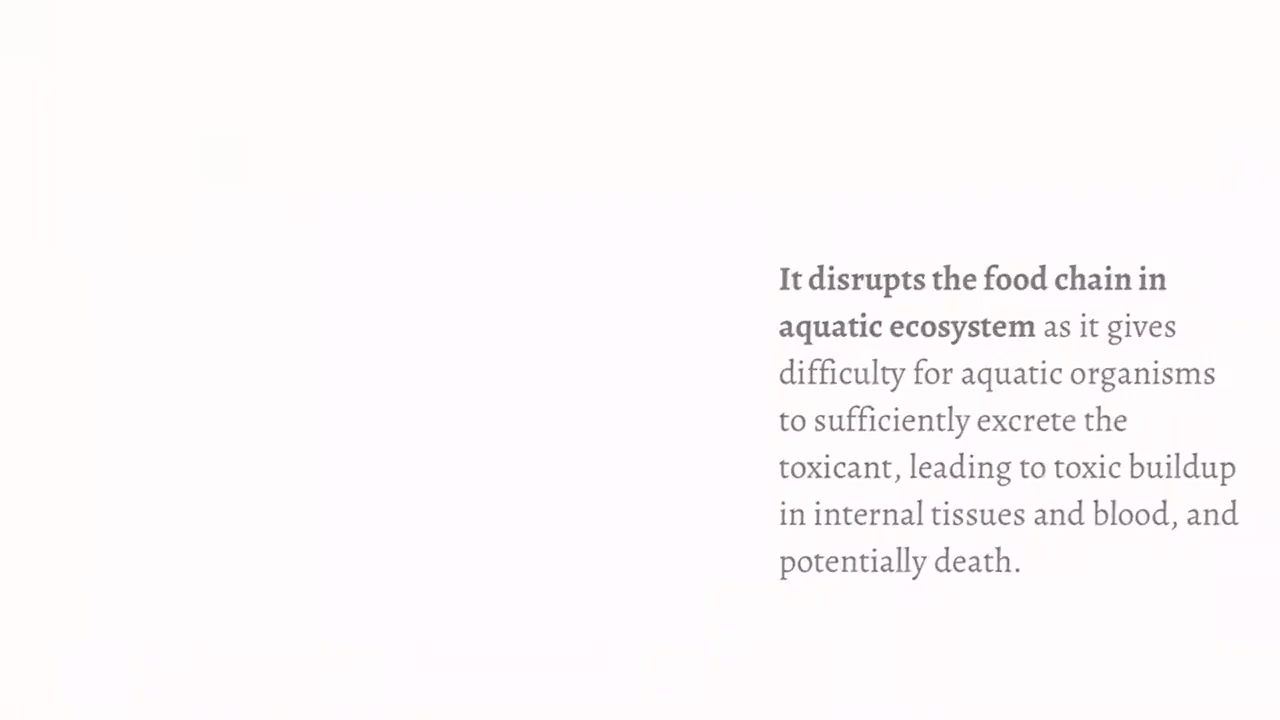 It disrupts the food chain in
aquatic ecosystem as it gives
difficulty for aquatic organisms
to sufficiently excrete the
toxicant, leading to toxic buildup
in internal tissues and blood, and
potentially death.